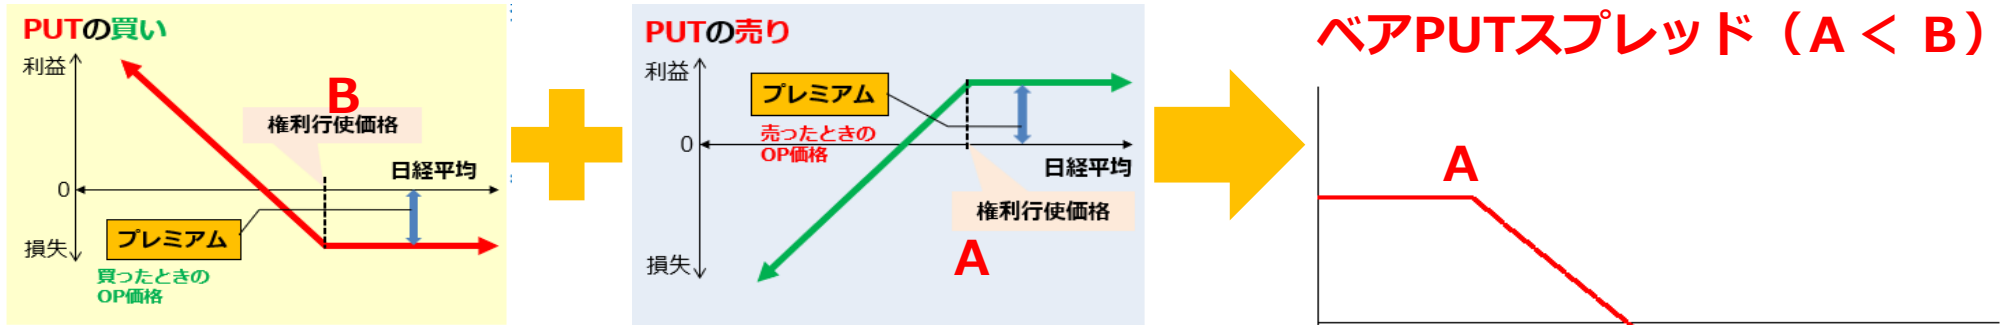 PUTの買い
利益
B
権利行使価格
日経平均
0
プレミアム
損失
買ったときの
OP価格
PUTの売り
利益
プレミアム
売ったときの
OP価格
0
日経平均
権利行使価格
損失
A
ベアPUTスプレッド（A ＜ B）
A